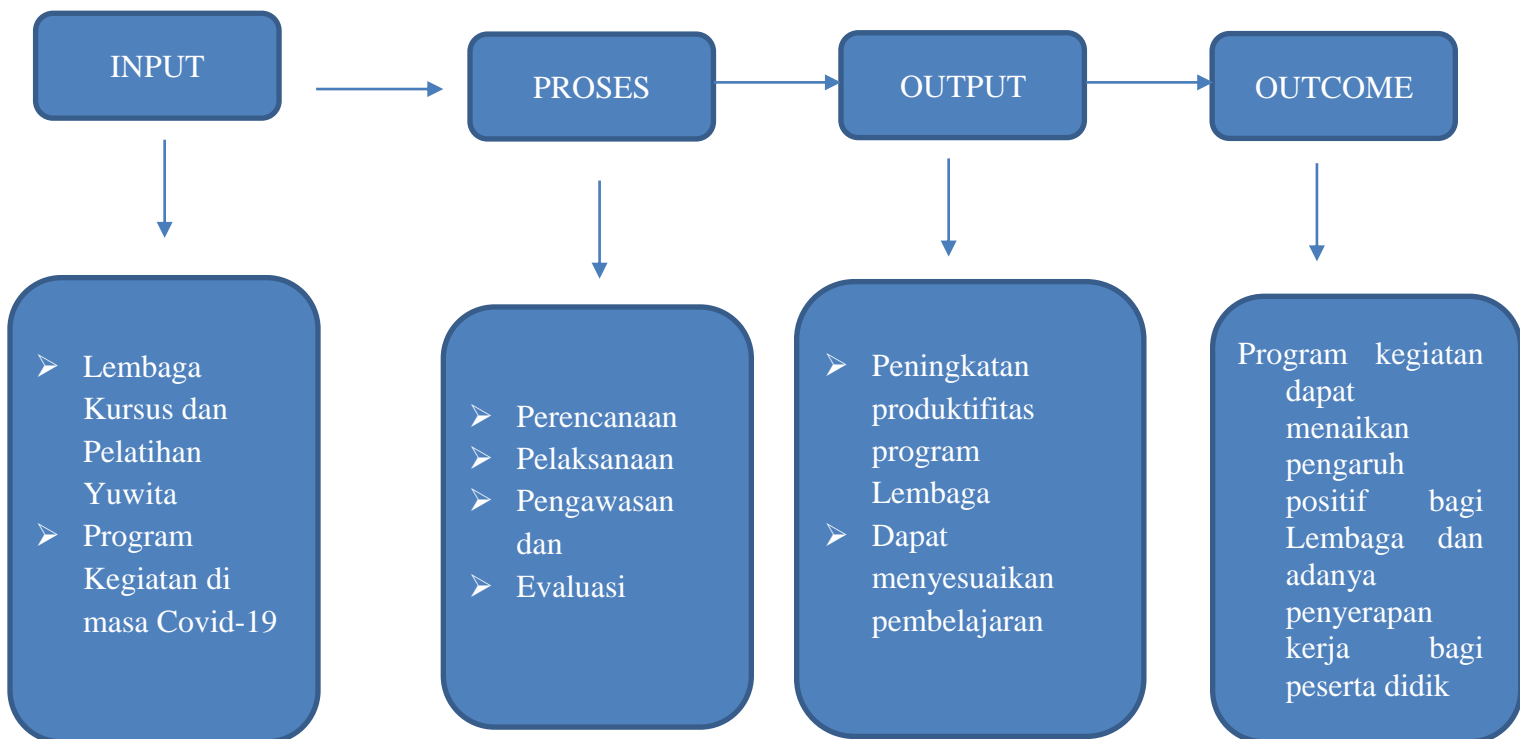 INPUT
PROSES
OUTPUT
OUTCOME
➢ Lembaga
Kursus dan
Pelatihan
Yuwita
➢ Program
Kegiatan di
masa Covid-19
➢ Perencanaan
➢ Pelaksanaan
➢ Pengawasan
dan
➢ Evaluasi
➢ Peningkatan
produktifitas
program
Lembaga
➢ Dapat
menyesuaikan
pembelajaran
Program kegiatan
dapat
menaikan
pengaruh
positif bagi
Lembaga dan
adanya
penyerapan
kerja bagi
peserta didik